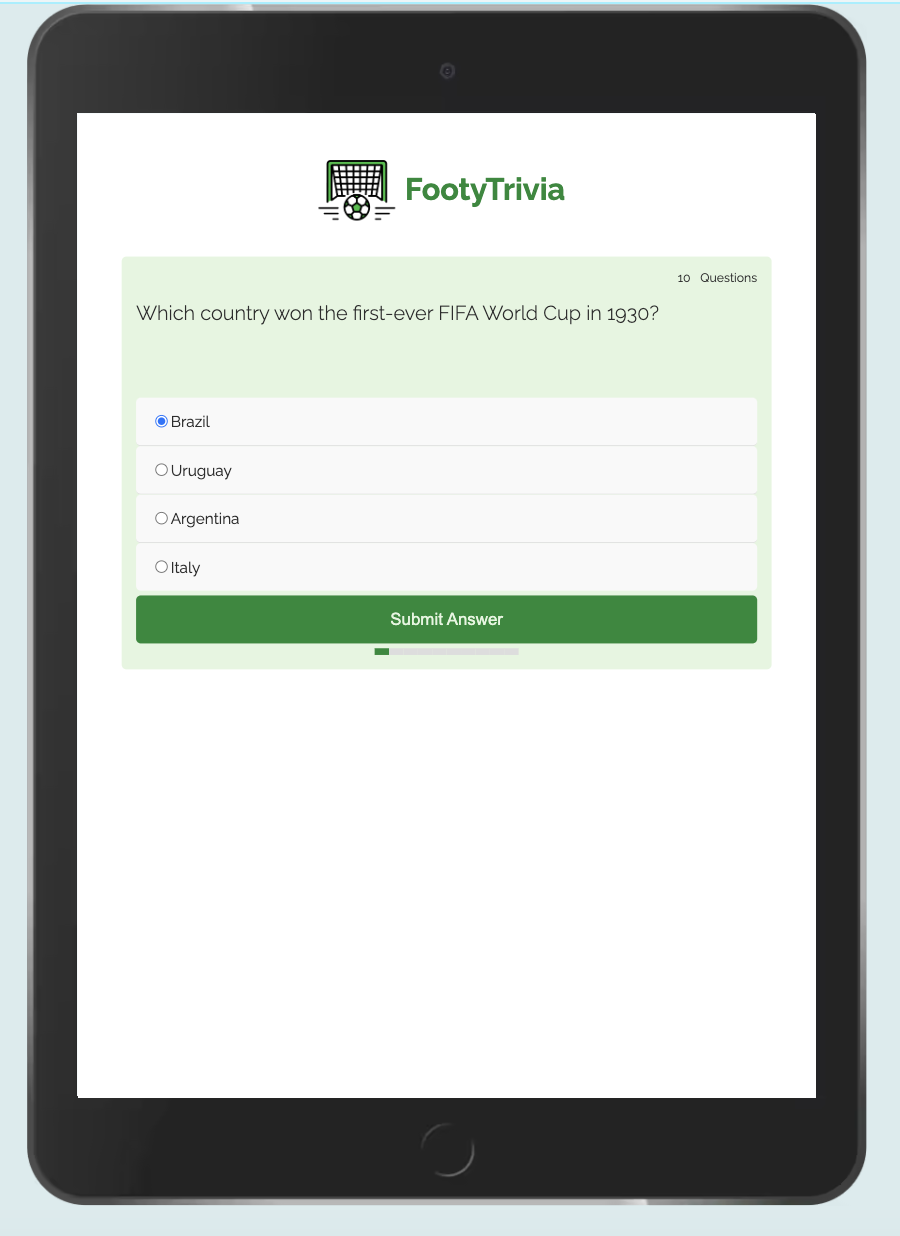 FootyTrivia
10 Questions
Which country won the first-ever FIFA World Cup in 1930?
Brazil
Uruguay
Argentina
Italy
Submit Answer